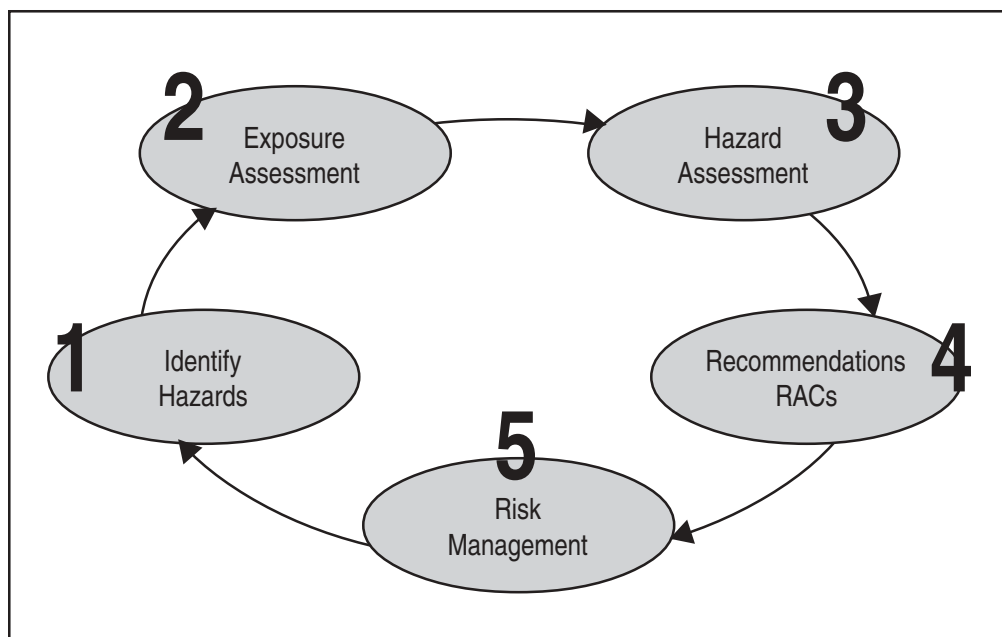 1
Identify
Hazards
2
Exposure
Assessment
3
Hazard
Assessment
4
Recommendations
RACs
5
Risk
Management